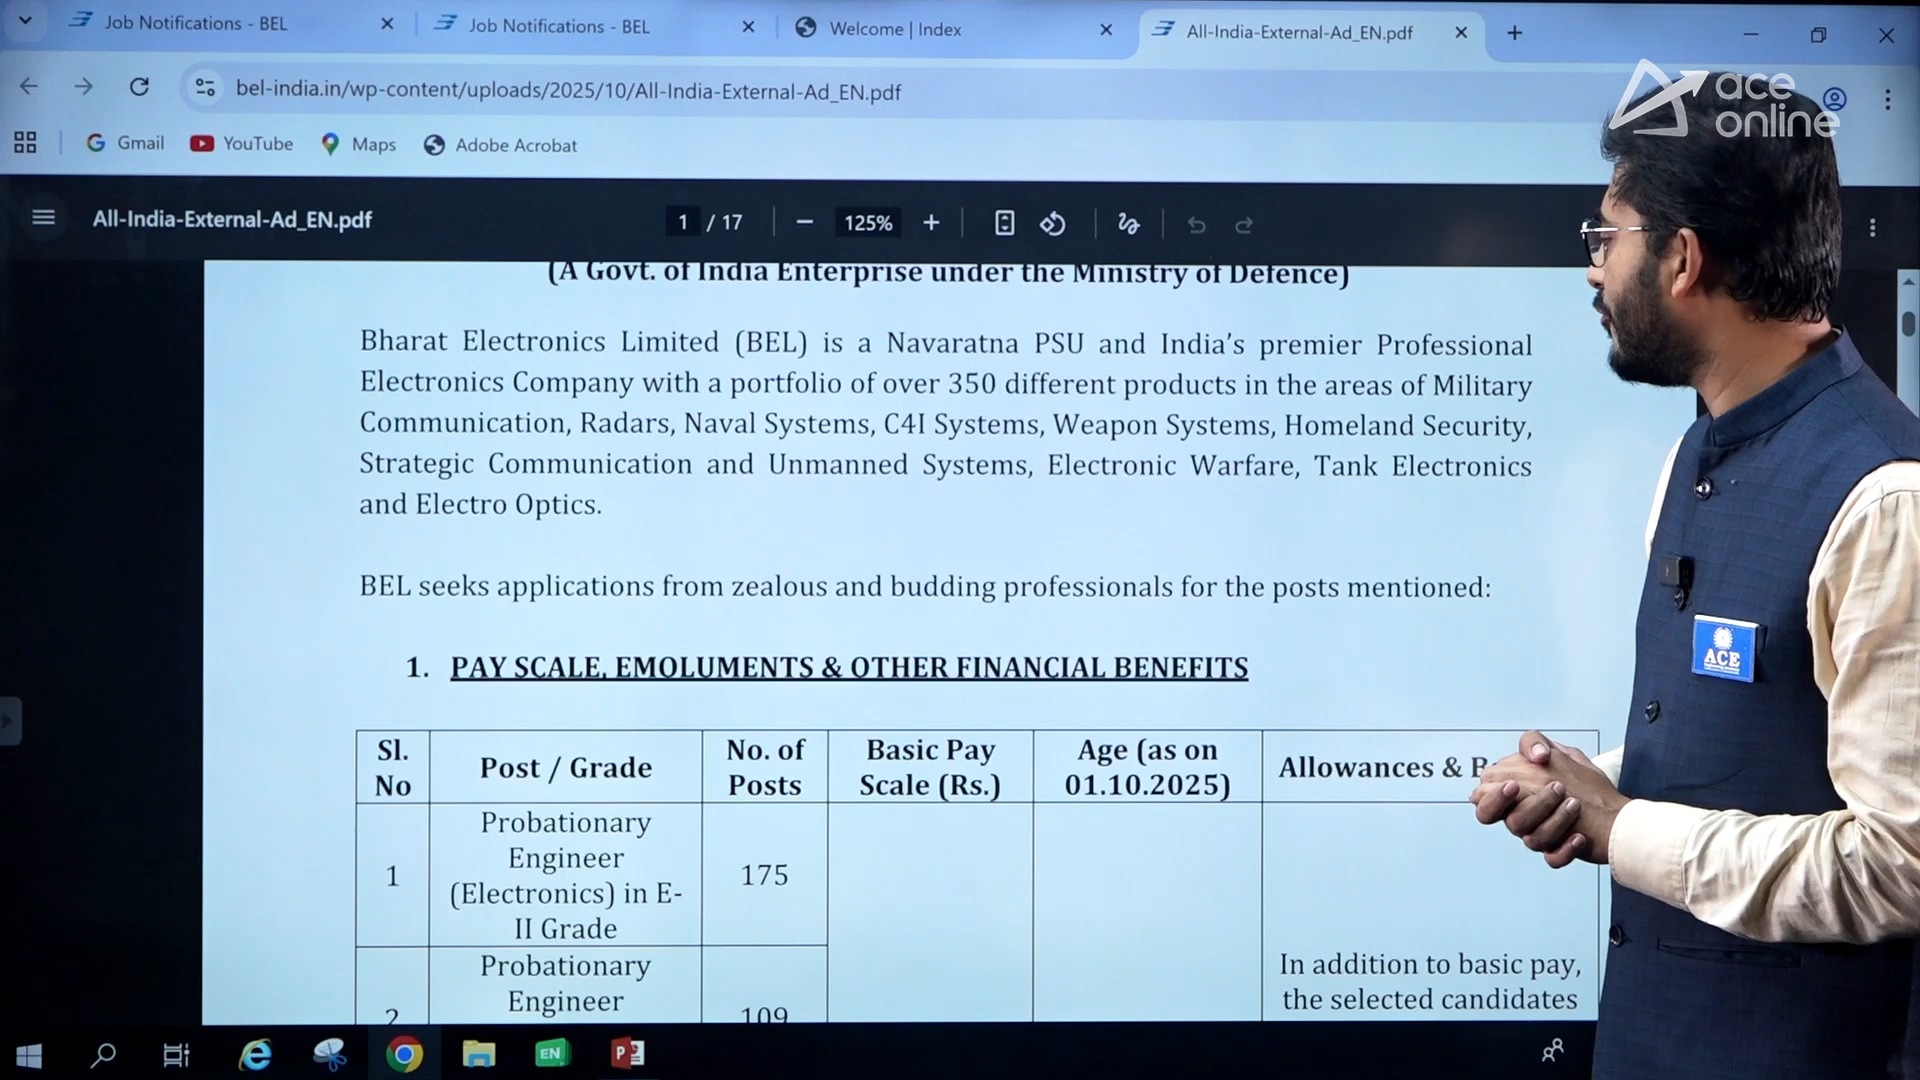 Job Notifications - BEL
Job Notifications - BEL
Welcome | Index
All-India-External-Ad_EN.pdf
bel-india.in/wp-content/uploads/2025/10/All-India-External-Ad_EN.pdf
ace
online
Gmail
YouTube
Maps
Adobe Acrobat
All-India-External-Ad_EN.pdf
1 / 17
125%
(A Govt. of India Enterprise under the Ministry of Defence)
Bharat Electronics Limited (BEL) is a Navaratna PSU and India's premier Professional
Electronics Company with a portfolio of over 350 different products in the areas of Military
Communication, Radars, Naval Systems, C4I Systems, Weapon Systems, Homeland Security,
Strategic Communication and Unmanned Systems, Electronic Warfare, Tank Electronics
and Electro Optics.
BEL seeks applications from zealous and budding professionals for the posts mentioned:
1. PAY SCALE, EMOLUMENTS & OTHER FINANCIAL BENEFITS
Sl.
No
Post / Grade
No. of
Posts
Basic Pay
Scale (Rs.)
Age (as on
01.10.2025)
Allowances &
1
Probationary
Engineer
(Electronics) in E-
II Grade
175
2
Probationary
Engineer
109
In addition to basic pay,
the selected candidates
ACE
EN